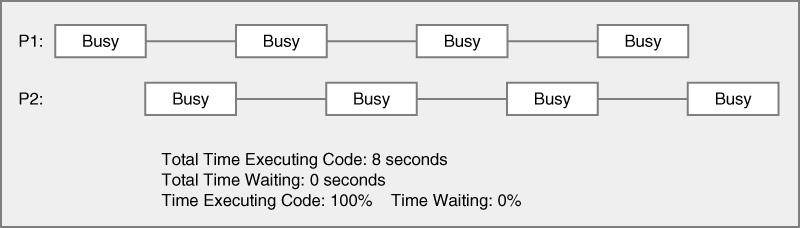 P1: Busy Busy Busy Busy
P2: Busy Busy Busy Busy
Total Time Executing Code: 8 seconds
Total Time Waiting: 0 seconds
Time Executing Code: 100% Time Waiting: 0%